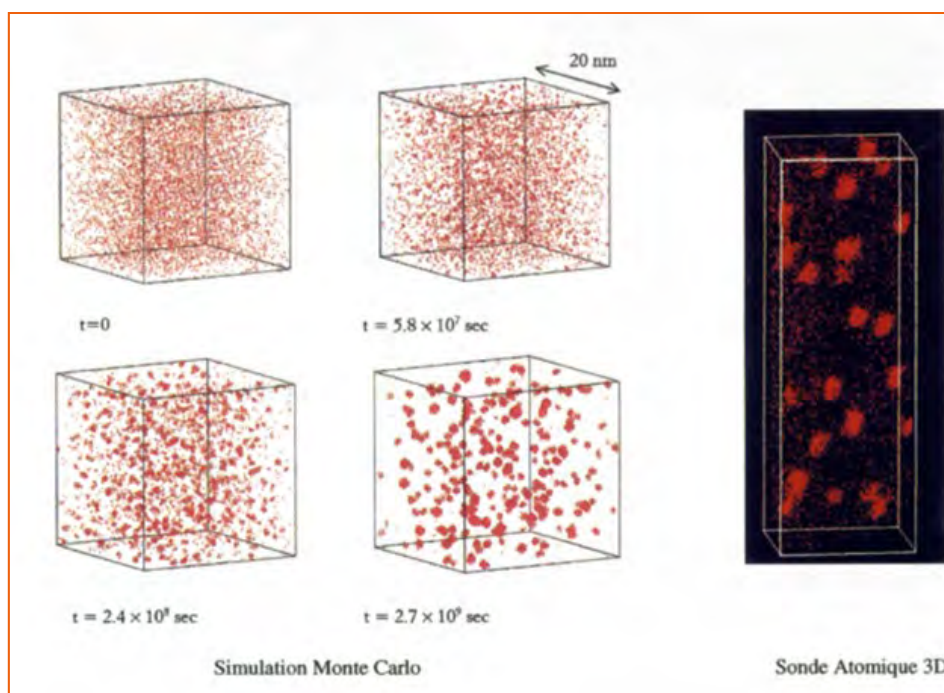 20 nm
t=0
t = 5.8 × 10⁷ sec
t = 2.4 × 10⁸ sec
t = 2.7 × 10⁹ sec
Simulation Monte Carlo
Sonde Atomique 3D